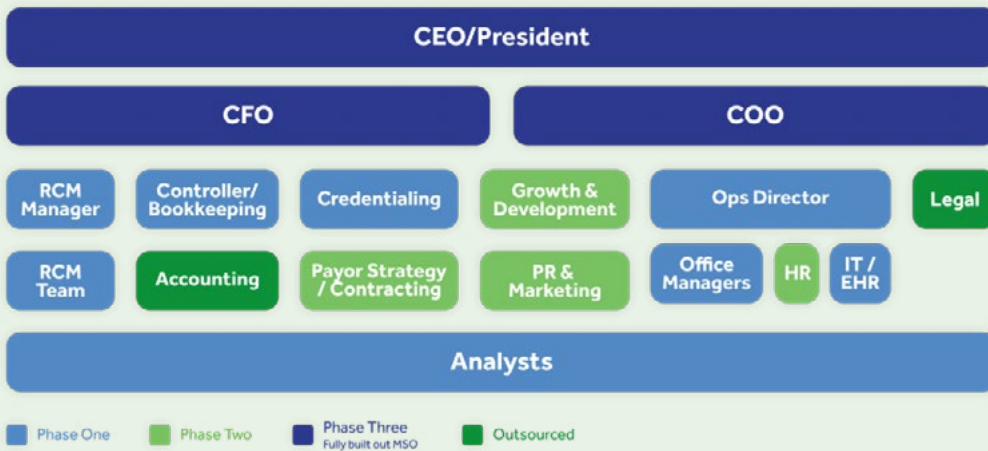 CEO/President
CFO
COO
RCM
Manager
Controller/
Bookkeeping
Credentialing
Growth &
Development
Ops Director
Legal
RCM
Team
Accounting
Payor Strategy
/ Contracting
PR &
Marketing
Office
Managers
HR
IT /
EHR
Analysts
Phase One
Phase Two
Phase Three
Fully built out MSO
Outsourced